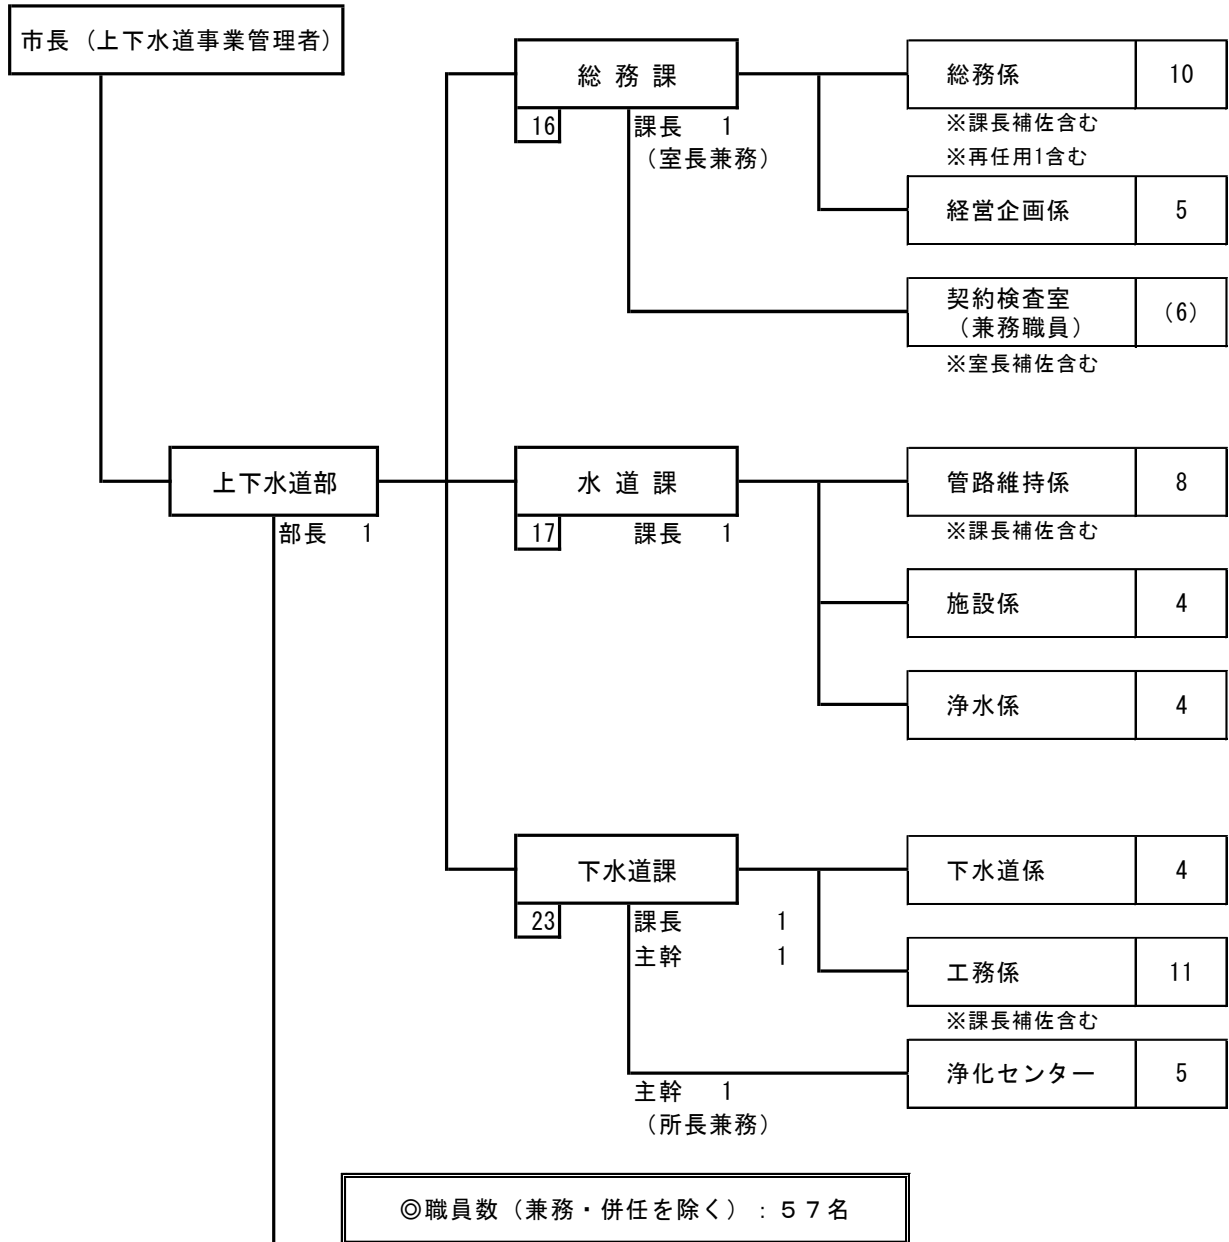 市長（上下水道事業管理者）
総務課
16
課長 1
（室長兼務）
総務係 10
※課長補佐含む
※再任用1含む
経営企画係 5
契約検査室
（兼務職員）
(6)
※室長補佐含む
上下水道部
部長 1
水道課
17
課長 1
管路維持係 8
※課長補佐含む
施設係 4
浄水係 4
下水道課
23
課長 1
主幹 1
下水道係 4
工務係 11
※課長補佐含む
主幹 1
（所長兼務）
浄化センター 5
◎職員数（兼務・併任を除く）：５７名